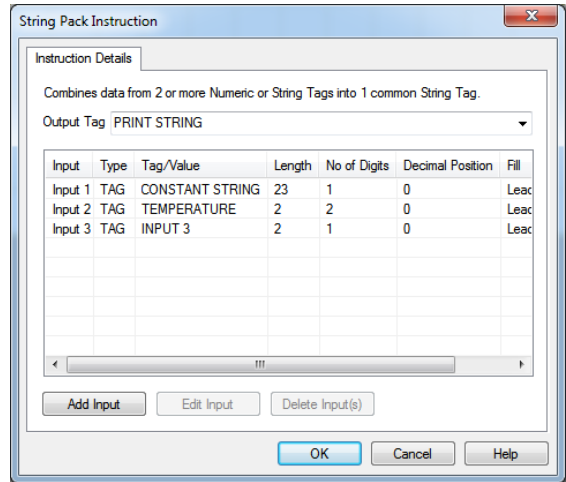 String Pack Instruction
Instruction Details
Combines data from 2 or more Numeric or String Tags into 1 common String Tag.
Output Tag PRINT STRING
Input Type Tag/Value Length No of Digits Decimal Position Fill
Input 1 TAG CONSTANT STRING 23 1 0 Leac
Input 2 TAG TEMPERATURE 2 2 0 Leac
Input 3 TAG INPUT 3 2 1 0 Leac
Add Input Edit Input Delete Input(s)
OK Cancel Help